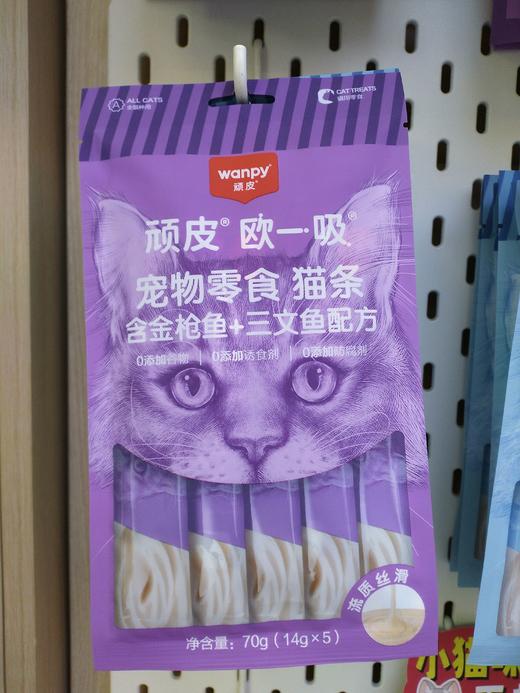 ALL CATS
全猫种用
CAT TREATS
猫用零食
wanpy®
顽皮®
顽皮® 欧一吸®
宠物零食 猫条
含金枪鱼+三文鱼配方
0添加谷物 | 0添加诱食剂 | 0添加防腐剂
流质丝滑
净含量: 70g (14g×5)
小猫